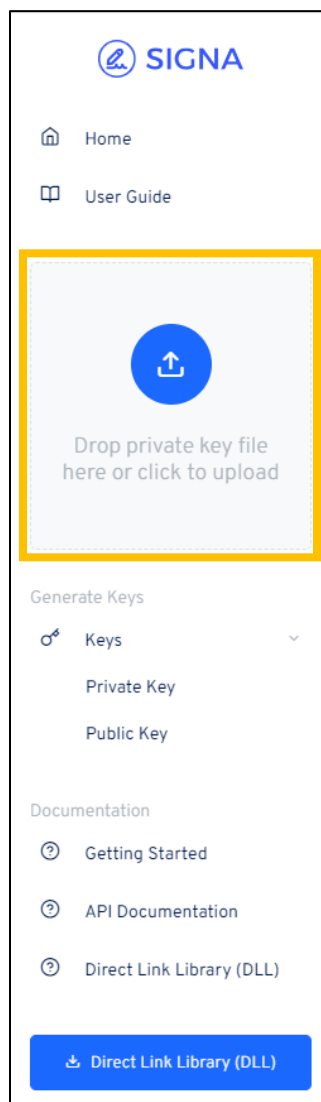 SIGNA
Home
User Guide
Drop private key file
here or click to upload
Generate Keys
Keys
Private Key
Public Key
Documentation
Getting Started
API Documentation
Direct Link Library (DLL)
Direct Link Library (DLL)